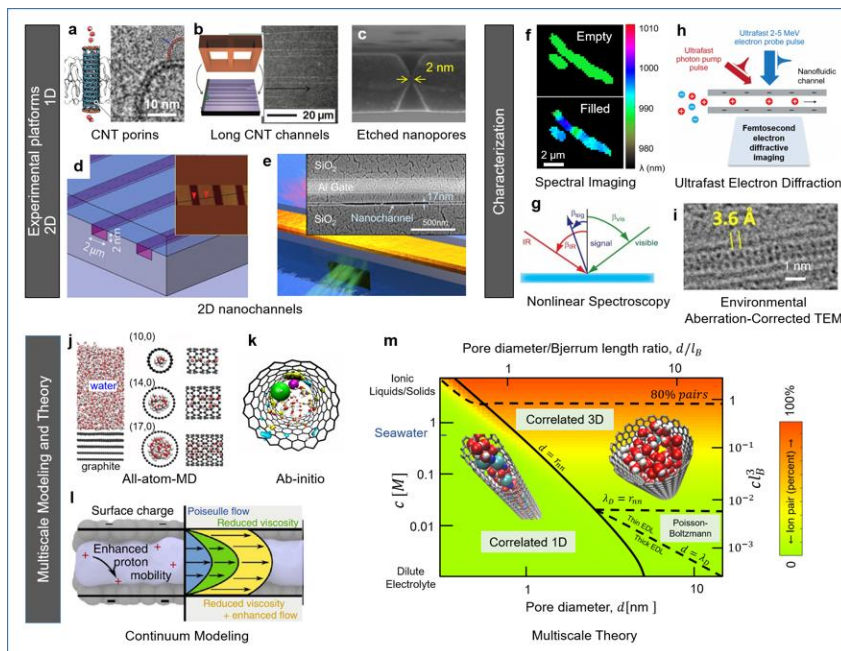 Experimental platforms
1D
2D
a
10 nm
CNT porins
b
20 µm
Long CNT channels
c
2 nm
Etched nanopores
d
2µm
2nm
e
SiO2
Al Gate
17nm
Nanochannel
SiO2
500nm
2D nanochannels
Characterization
f
Empty
Filled
2 µm
1010
1000
990
980
λ (nm)
Spectral Imaging
g
IR
βIR
βsig
signal
βvis
visible
Nonlinear Spectroscopy
h
Ultrafast 2-5 MeV
electron probe pulse
Ultrafast
photon pump
pulse
Nanofluidic
channel
Femtosecond
electron
diffractive
imaging
Ultrafast Electron Diffraction
i
3.6 Å
1 nm
Environmental
Aberration-Corrected TEM
Multiscale Modeling and Theory
j
water
graphite
(10,0)
(14,0)
(17,0)
All-atom-MD
k
Ab-initio
l
Surface charge
Poiseulle flow
Reduced viscosity
Enhanced
proton
mobility
Reduced viscosity
+ enhanced flow
Continuum Modeling
m
Pore diameter/Bjerrum length ratio, d/lB
1
10
Ionic
Liquids/Solids
1
Seawater
0.1
0.01
Dilute
Electrolyte
c [M]
80% pairs
Correlated 3D
d = rnn
λD = rnn
Correlated 1D
Poisson-
Boltzmann
Thin EDL
Thick EDL
d = λD
1
10-1
10-2
10-3
clB3
1
10
Pore diameter, d[nm]
0 ← Ion pair (percent) → 100%
Multiscale Theory